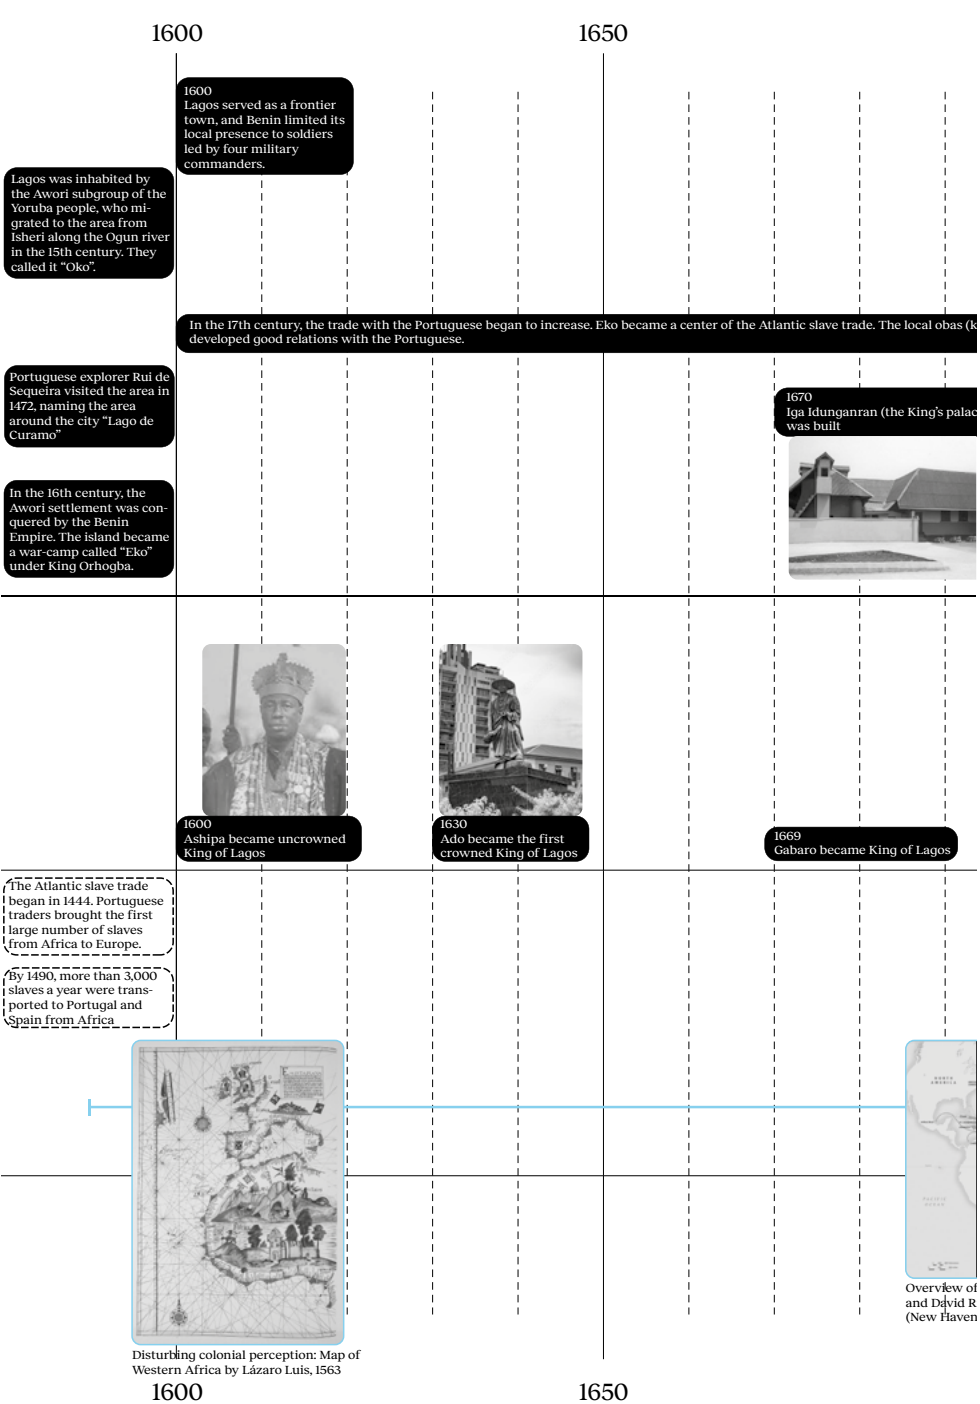 1600
1650
1600
Lagos served as a frontier
town, and Benin limited its
local presence to soldiers
led by four military
commanders.
Lagos was inhabited by
the Awori subgroup of the
Yoruba people, who mi-
grated to the area from
Isheri along the Ogun river
in the 15th century. They
called it “Oko”.
In the 17th century, the trade with the Portuguese began to increase. Eko became a center of the Atlantic slave trade. The local obas (k
developed good relations with the Portuguese.
Portuguese explorer Rui de
Sequeira visited the area in
1472, naming the area
around the city “Lago de
Curamo”
1670
Iga Idunganran (the King’s palac
was built
In the 16th century, the
Awori settlement was con-
quered by the Benin
Empire. The island became
a war-camp called “Eko”
under King Orhogba.
1600
Ashipa became uncrowned
King of Lagos
1630
Ado became the first
crowned King of Lagos
1669
Gabaro became King of Lagos
The Atlantic slave trade
began in 1444. Portuguese
traders brought the first
large number of slaves
from Africa to Europe.
By 1490, more than 3,000
slaves a year were trans-
ported to Portugal and
Spain from Africa
NORTH
AMERICA
PACIFIC
OCEAN
Overview of
and David R
(New Haven
Disturbing colonial perception: Map of
Western Africa by Lázaro Luis, 1563
1600
1650